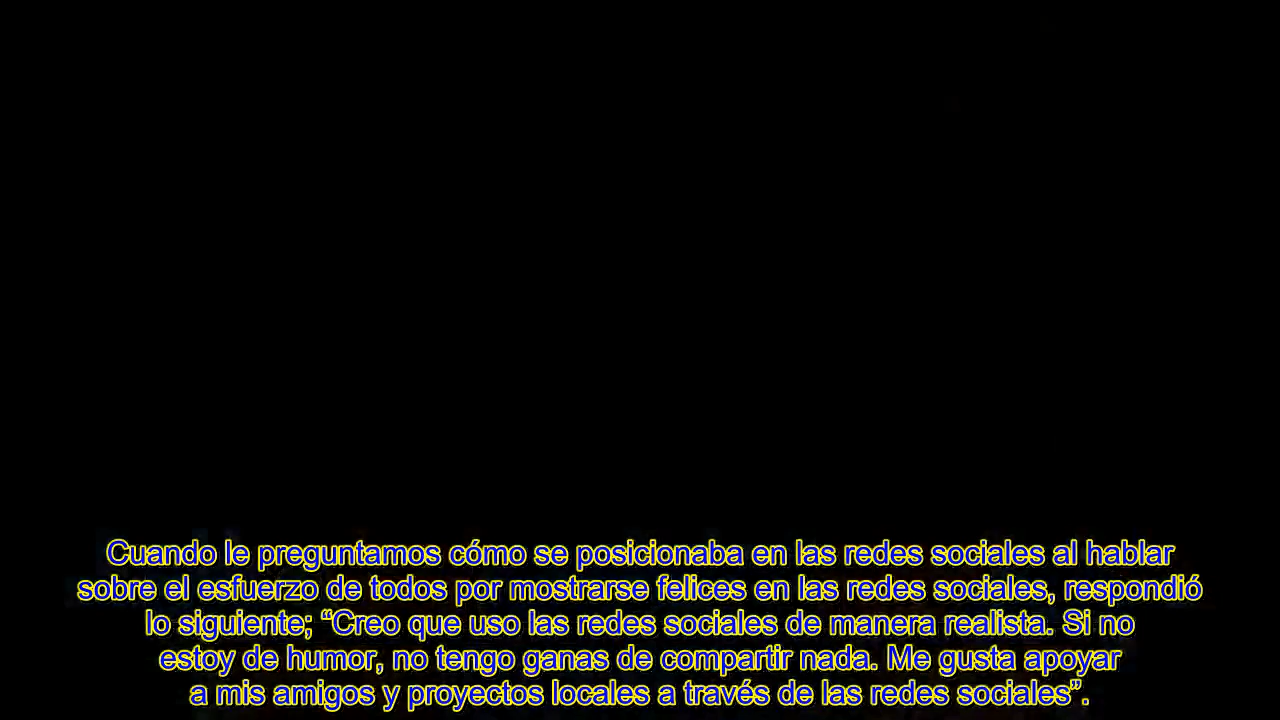 Cuando le preguntamos cómo se posicionaba en las redes sociales al hablar
sobre el esfuerzo de todos por mostrarse felices en las redes sociales, respondió
lo siguiente; “Creo que uso las redes sociales de manera realista. Si no
estoy de humor, no tengo ganas de compartir nada. Me gusta apoyar
a mis amigos y proyectos locales a través de las redes sociales”.